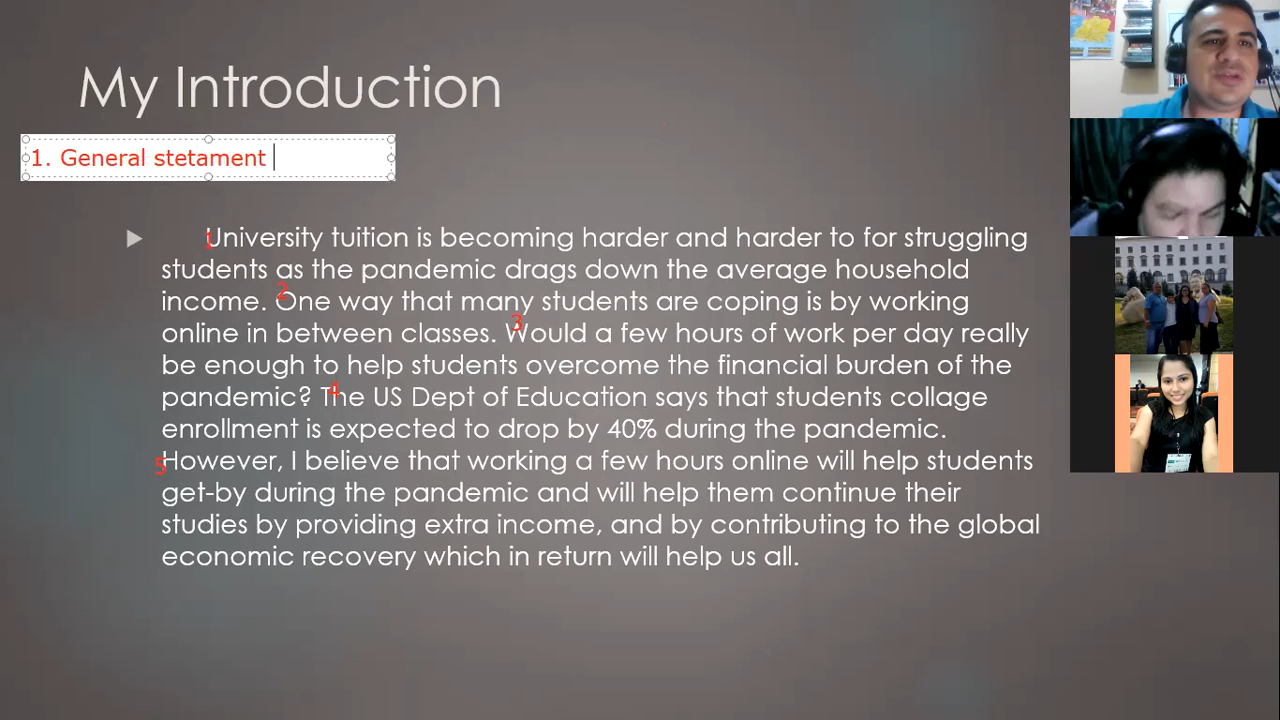 My Introduction
1. General stetament
1 University tuition is becoming harder and harder to for struggling
students as the pandemic drags down the average household
income. 2 One way that many students are coping is by working
online in between classes. 3 Would a few hours of work per day really
be enough to help students overcome the financial burden of the
pandemic? 4 The US Dept of Education says that students collage
enrollment is expected to drop by 40% during the pandemic.
5 However, I believe that working a few hours online will help students
get-by during the pandemic and will help them continue their
studies by providing extra income, and by contributing to the global
economic recovery which in return will help us all.